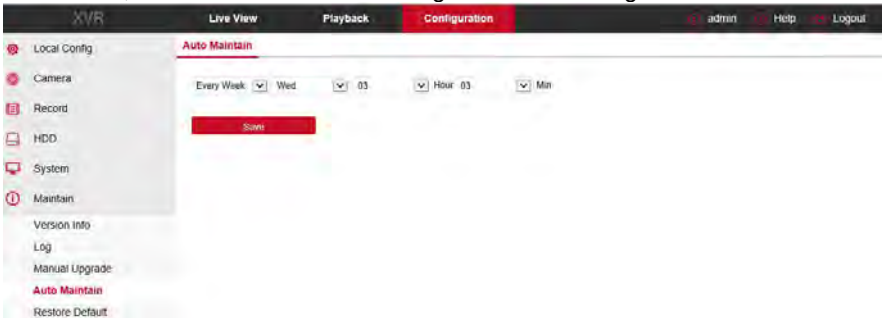 XVR Live View Playback Configuration admin Help Logout
Local Config
Auto Maintain
Camera
Every Week Wed 03 Hour 03 Min
Record
Save
HDD
System
Maintain
Version Info
Log
Manual Upgrade
Auto Maintain
Restore Default